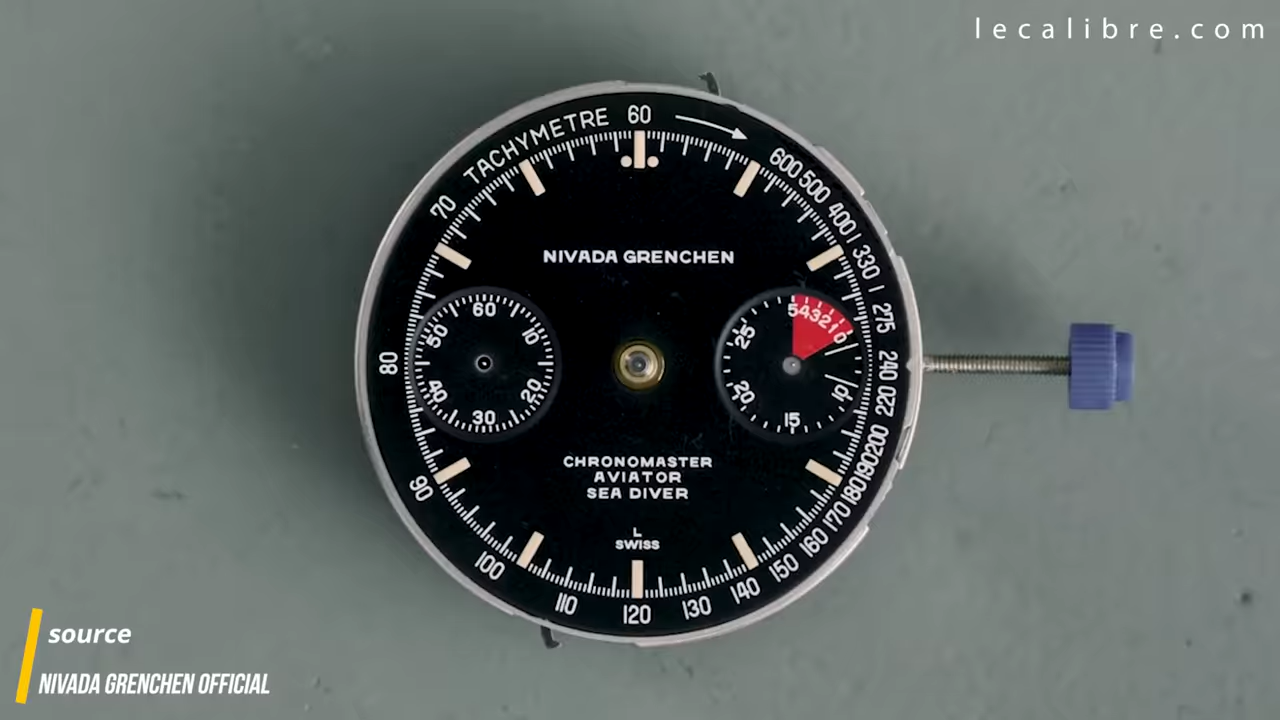 lecalibre.com
TACHYMETRE 60
600 500 400 330 275 240 220 200 190 180 170 160 150 140 130 120 110 100 90 80 70
NIVADA GRENCHEN
60 10 20 30 40 50
5 4 3 2 1 0 10 15 20 25
CHRONOMASTER
AVIATOR
SEA DIVER
L
SWISS
source
NIVADA GRENCHEN OFFICIAL